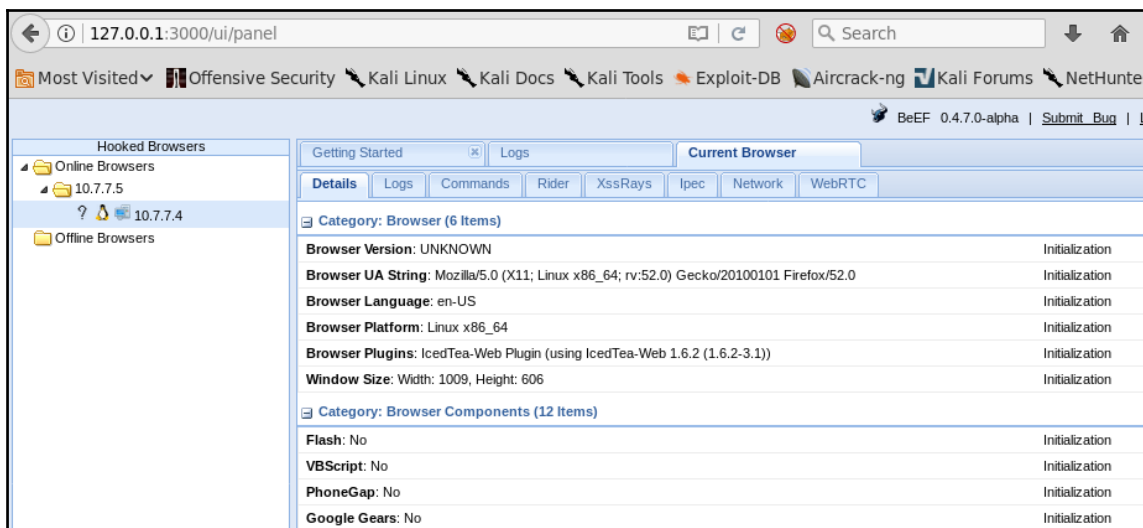 127.0.0.1:3000/ui/panel Search
Most Visited Offensive Security Kali Linux Kali Docs Kali Tools Exploit-DB Aircrack-ng Kali Forums NetHunte
BeEF 0.4.7.0-alpha | Submit Bug |
Hooked Browsers
Online Browsers
10.7.7.5
? 10.7.7.4
Offline Browsers
Getting Started Logs Current Browser
Details Logs Commands Rider XssRays Ipec Network WebRTC
Category: Browser (6 Items)
Browser Version: UNKNOWN Initialization
Browser UA String: Mozilla/5.0 (X11; Linux x86_64; rv:52.0) Gecko/20100101 Firefox/52.0 Initialization
Browser Language: en-US Initialization
Browser Platform: Linux x86_64 Initialization
Browser Plugins: IcedTea-Web Plugin (using IcedTea-Web 1.6.2 (1.6.2-3.1)) Initialization
Window Size: Width: 1009, Height: 606 Initialization
Category: Browser Components (12 Items)
Flash: No Initialization
VBScript: No Initialization
PhoneGap: No Initialization
Google Gears: No Initialization